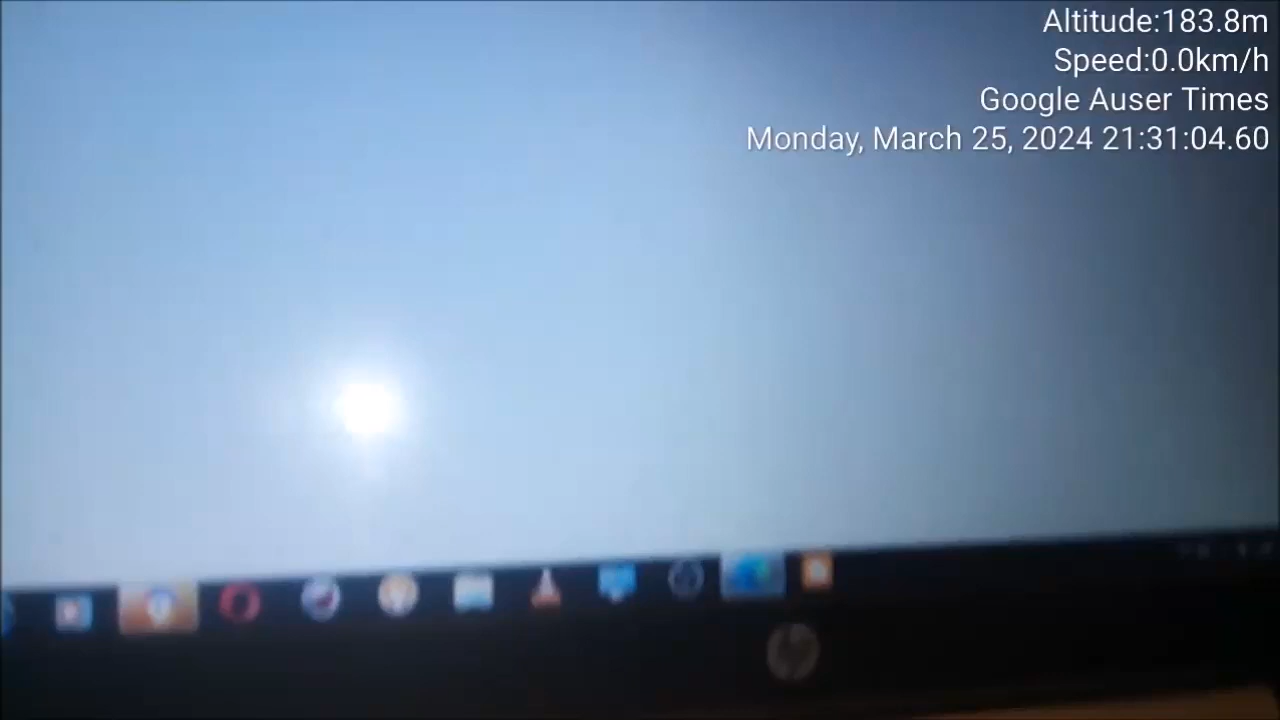 Altitude:183.8m
Speed:0.0km/h
Google Auser Times
Monday, March 25, 2024 21:31:04.60